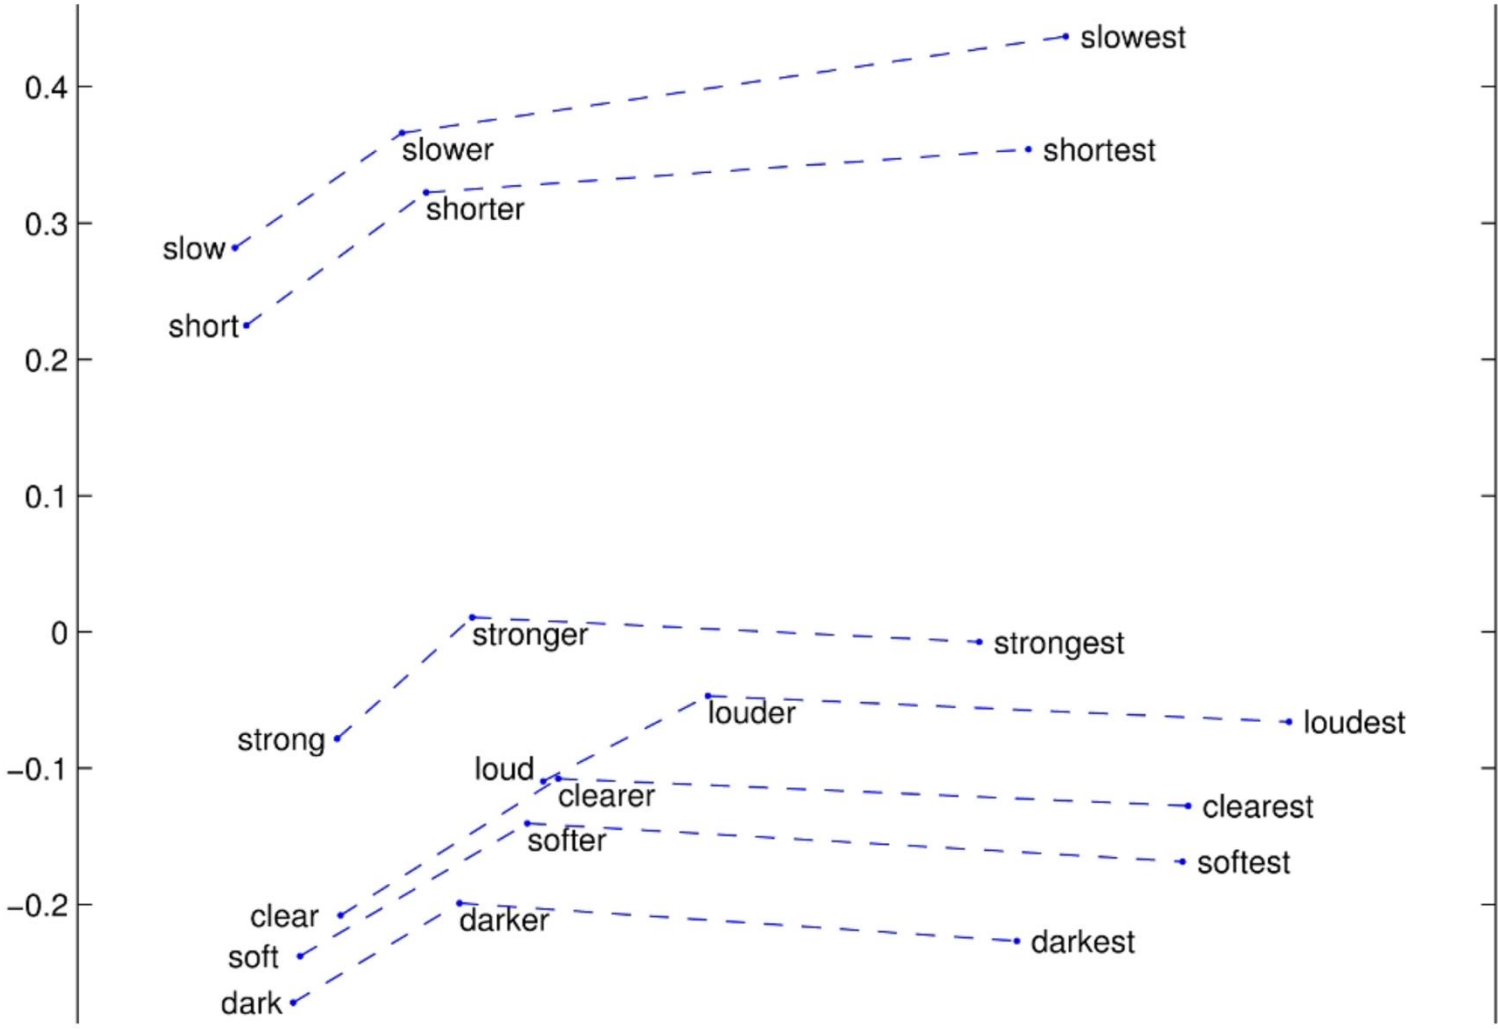 slowest
0.4
slower
shortest
shorter
0.3
slow
short
0.2
0.1
0
stronger
strongest
louder
loudest
strong
loud
−0.1
clearer
clearest
softer
softest
−0.2
clear
darker
darkest
soft
dark